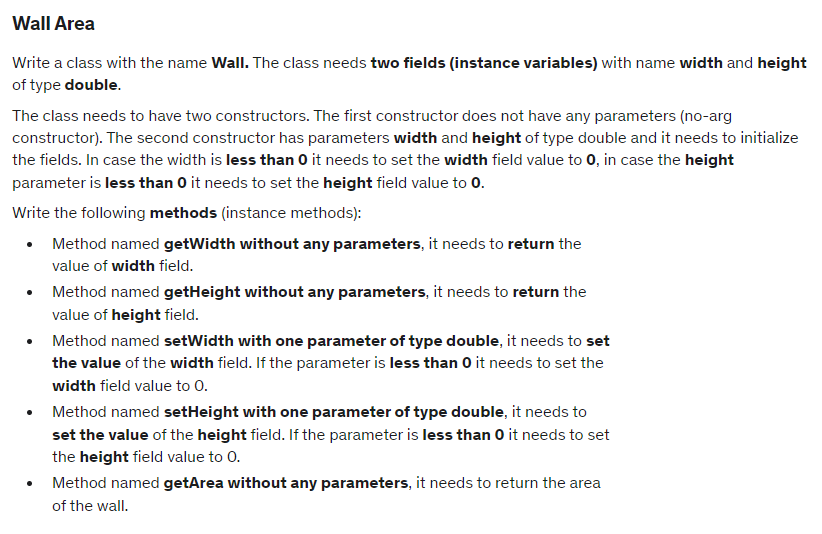 Wall Area
Write a class with the name Wall. The class needs two fields (instance variables) with name width and height
of type double.
The class needs to have two constructors. The first constructor does not have any parameters (no-arg
constructor). The second constructor has parameters width and height of type double and it needs to initialize
the fields. In case the width is less than 0 it needs to set the width field value to 0, in case the height
parameter is less than 0 it needs to set the height field value to 0.
Write the following methods (instance methods):
• Method named getWidth without any parameters, it needs to return the
value of width field.
• Method named getHeight without any parameters, it needs to return the
value of height field.
• Method named setWidth with one parameter of type double, it needs to set
the value of the width field. If the parameter is less than 0 it needs to set the
width field value to 0.
• Method named setHeight with one parameter of type double, it needs to
set the value of the height field. If the parameter is less than 0 it needs to set
the height field value to 0.
• Method named getArea without any parameters, it needs to return the area
of the wall.